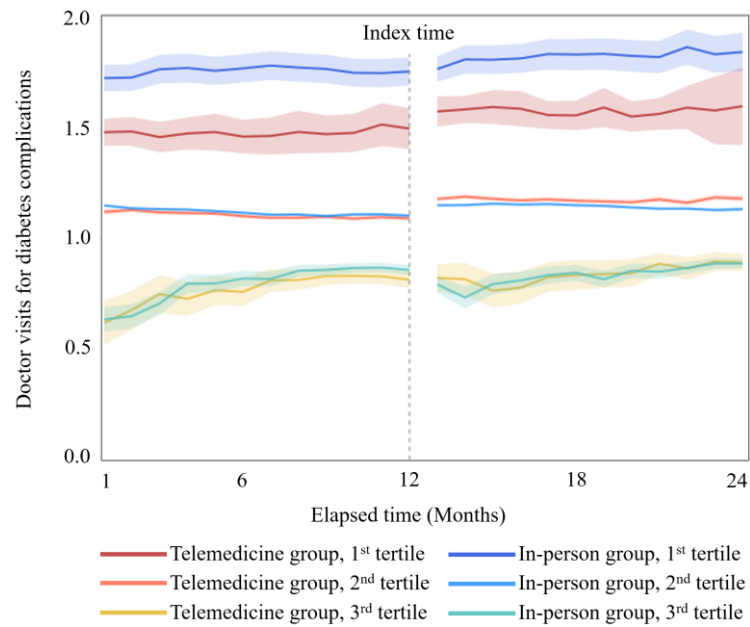 2.0
Index time
1.5
1.0
0.5
0.0
Doctor visits for diabetes complications
1 6 12 18 24
Elapsed time (Months)
Telemedicine group, 1st tertile In-person group, 1st tertile
Telemedicine group, 2nd tertile In-person group, 2nd tertile
Telemedicine group, 3rd tertile In-person group, 3rd tertile